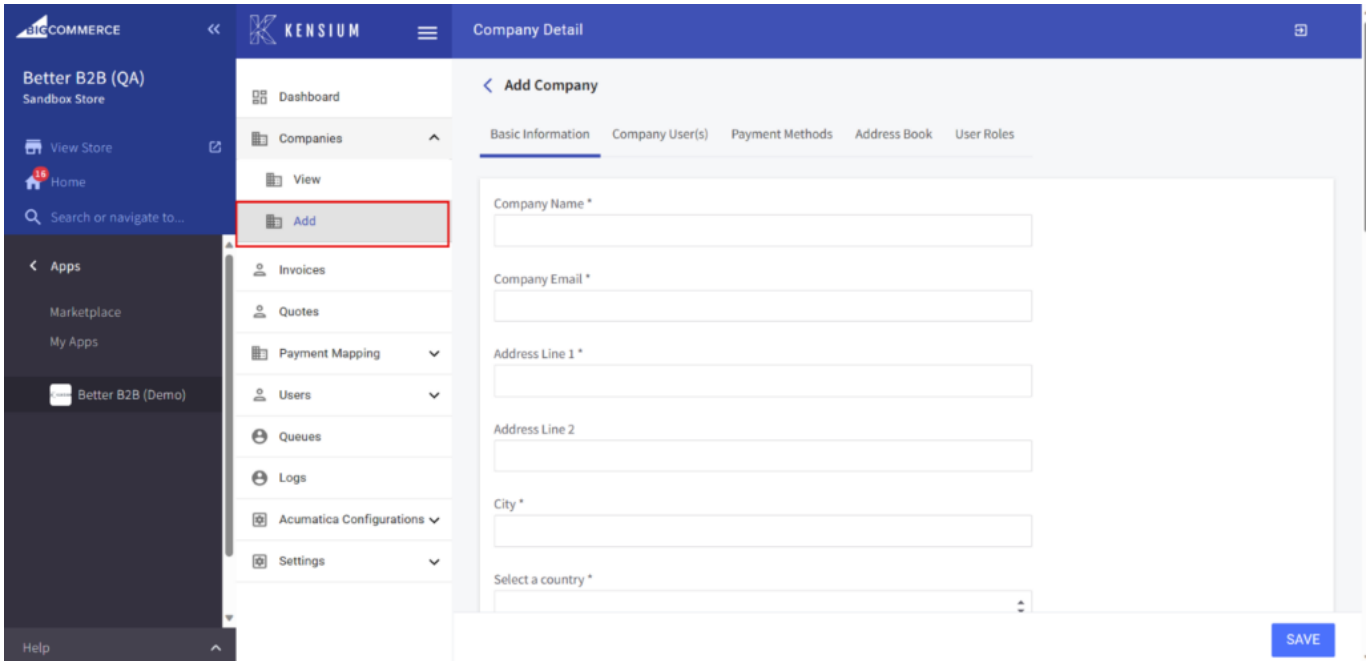 BIGCOMMERCE
Better B2B (QA)
Sandbox Store
View Store
16
Home
Search or navigate to...
Apps
Marketplace
My Apps
Better B2B (Demo)
Help
KENSIUM
Dashboard
Companies
View
Add
Invoices
Quotes
Payment Mapping
Users
Queues
Logs
Acumatica Configurations
Settings
Company Detail
Add Company
Basic Information Company User(s) Payment Methods Address Book User Roles
Company Name *
Company Email *
Address Line 1 *
Address Line 2
City *
Select a country *
SAVE